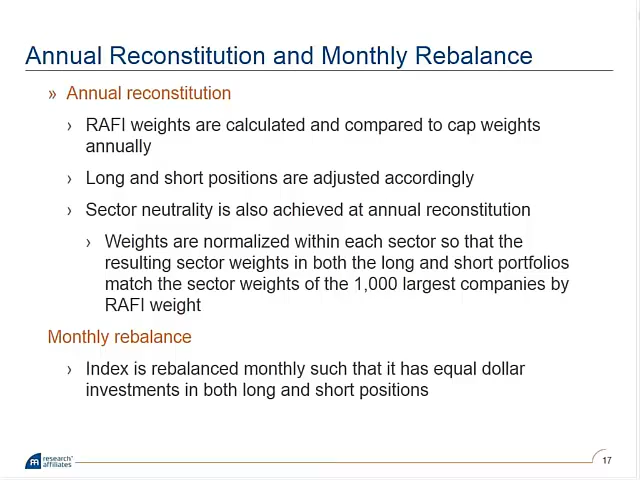 Annual Reconstitution and Monthly Rebalance
» Annual reconstitution
› RAFI weights are calculated and compared to cap weights
annually
› Long and short positions are adjusted accordingly
› Sector neutrality is also achieved at annual reconstitution
› Weights are normalized within each sector so that the
resulting sector weights in both the long and short portfolios
match the sector weights of the 1,000 largest companies by
RAFI weight
Monthly rebalance
› Index is rebalanced monthly such that it has equal dollar
investments in both long and short positions
research
affiliates
17